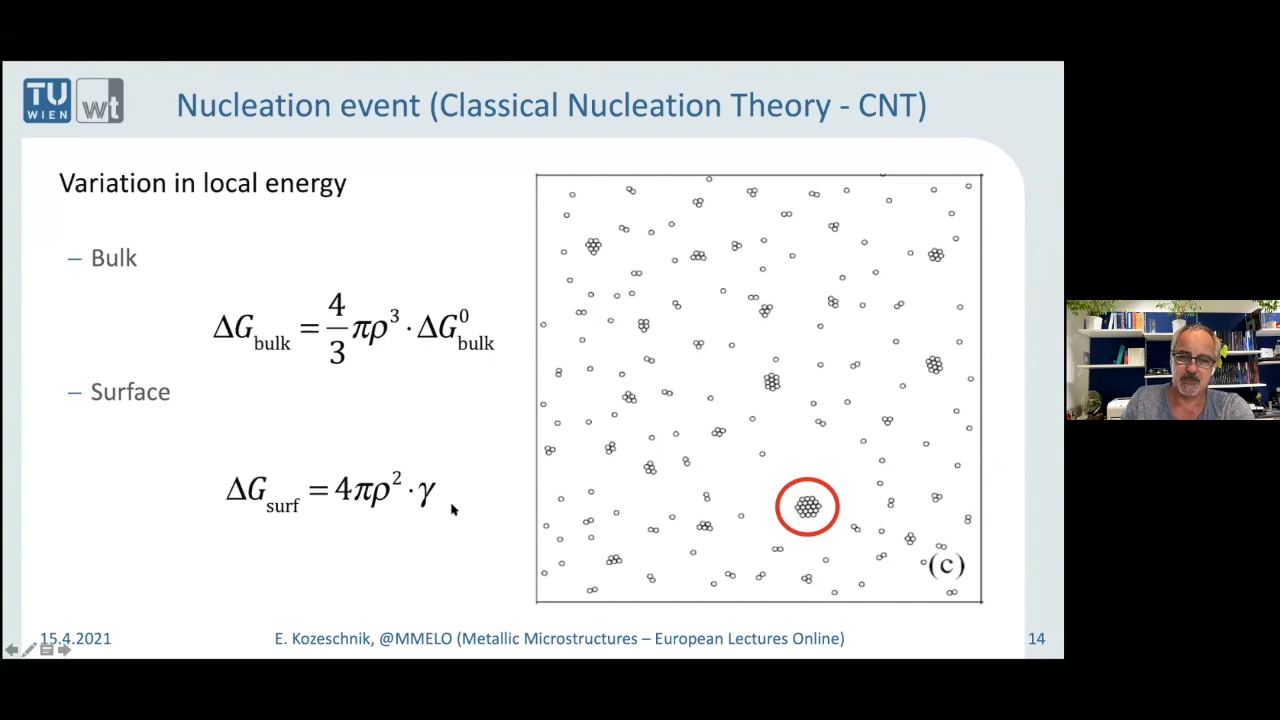 TU
WIEN
wt
Nucleation event (Classical Nucleation Theory - CNT)
Variation in local energy
– Bulk
ΔG_bulk = 4/3 πρ³ · ΔG⁰_bulk
– Surface
ΔG_surf = 4πρ² · γ
(c)
15.4.2021
E. Kozeschnik, @MMELO (Metallic Microstructures – European Lectures Online)
14